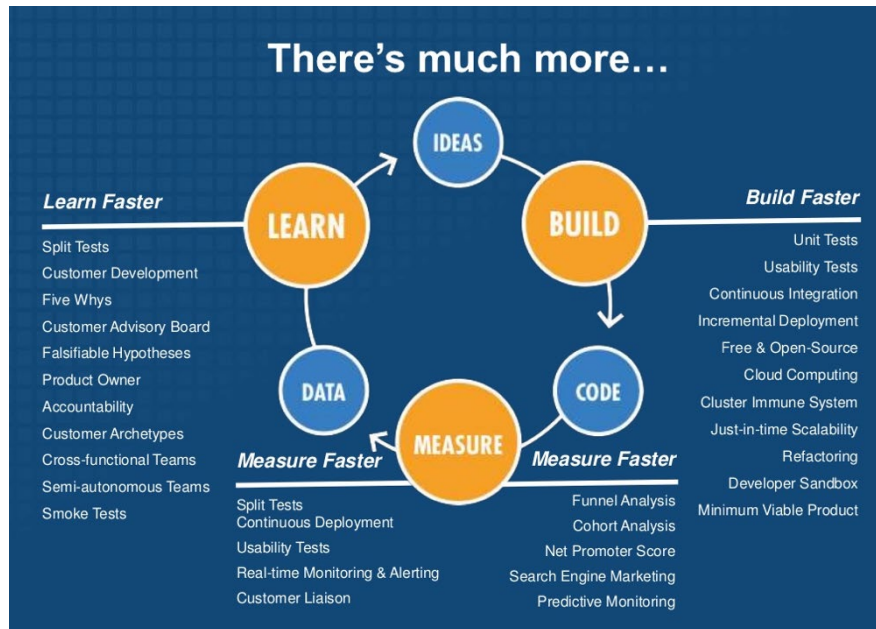 There's much more…
IDEAS
LEARN
BUILD
DATA
CODE
MEASURE
Learn Faster
Split Tests
Customer Development
Five Whys
Customer Advisory Board
Falsifiable Hypotheses
Product Owner
Accountability
Customer Archetypes
Cross-functional Teams
Semi-autonomous Teams
Smoke Tests
Build Faster
Unit Tests
Usability Tests
Continuous Integration
Incremental Deployment
Free & Open-Source
Cloud Computing
Cluster Immune System
Just-in-time Scalability
Refactoring
Developer Sandbox
Minimum Viable Product
Measure Faster
Split Tests
Continuous Deployment
Usability Tests
Real-time Monitoring & Alerting
Customer Liaison
Measure Faster
Funnel Analysis
Cohort Analysis
Net Promoter Score
Search Engine Marketing
Predictive Monitoring